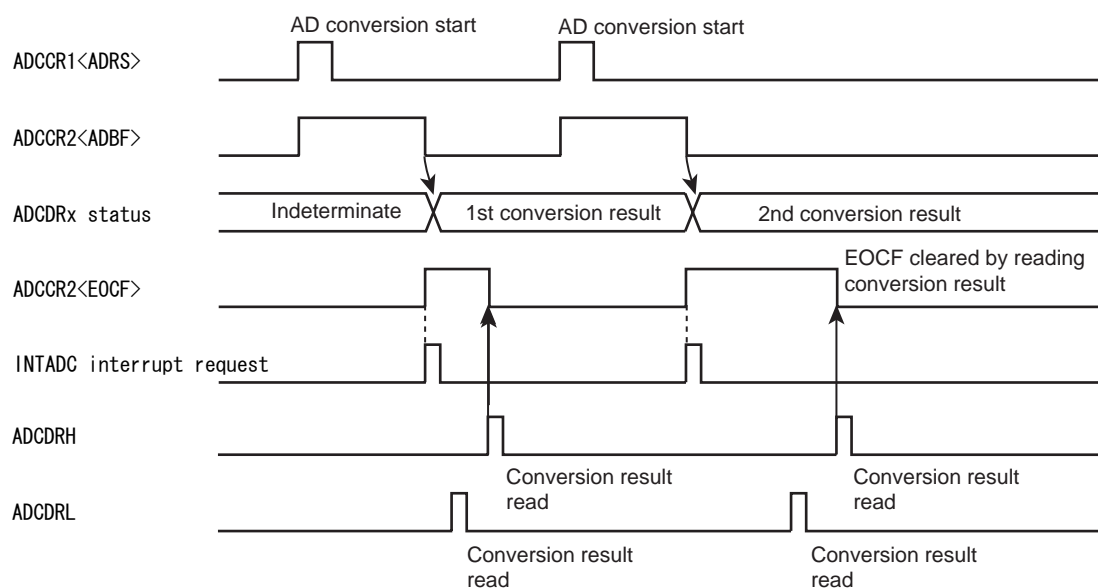 AD conversion start
AD conversion start
ADCCR1<ADRS>
ADCCR2<ADBF>
ADCDRx status
Indeterminate
1st conversion result
2nd conversion result
EOCF cleared by reading
conversion result
ADCCR2<EOCF>
INTADC interrupt request
ADCDRH
Conversion result
read
Conversion result
read
ADCDRL
Conversion result
read
Conversion result
read